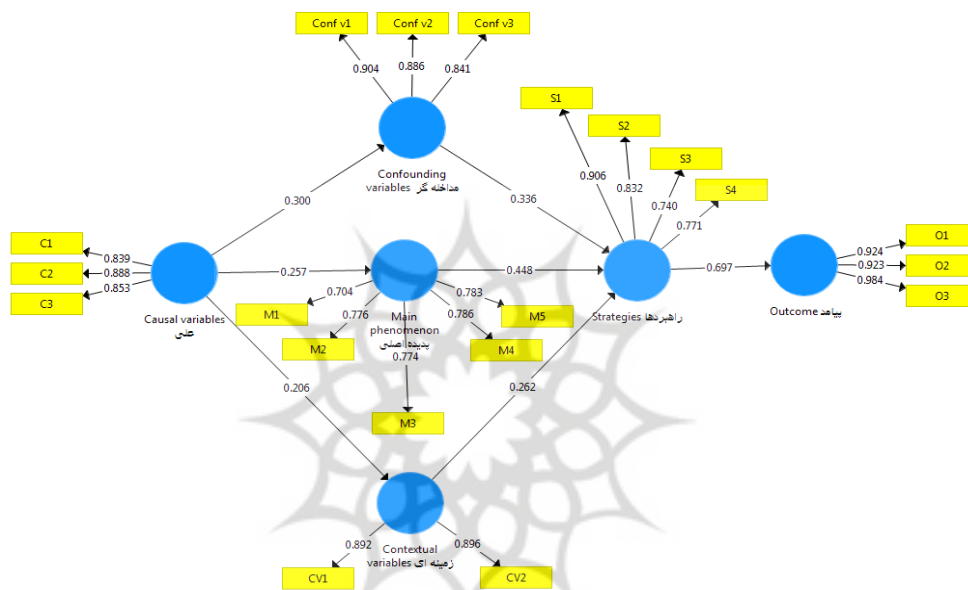 Conf v1 Conf v2 Conf v3
0.904 0.886 0.841
Confounding
variables مداخله گر
S1
S2
S3
S4
0.906 0.832 0.740 0.771
0.300 0.336
C1
C2
C3
0.839
0.888
0.853
Causal variables
علی
0.257
0.448
0.697
Main
phenomenon
پدیده اصلی
M1
M2
M3
M4
M5
0.704
0.776
0.774
0.786
0.783
Strategies راهبردها
Outcome پیامد
O1
O2
O3
0.924
0.923
0.984
0.206 0.262
Contextual
variables زمینه ای
0.892 0.896
CV1 CV2